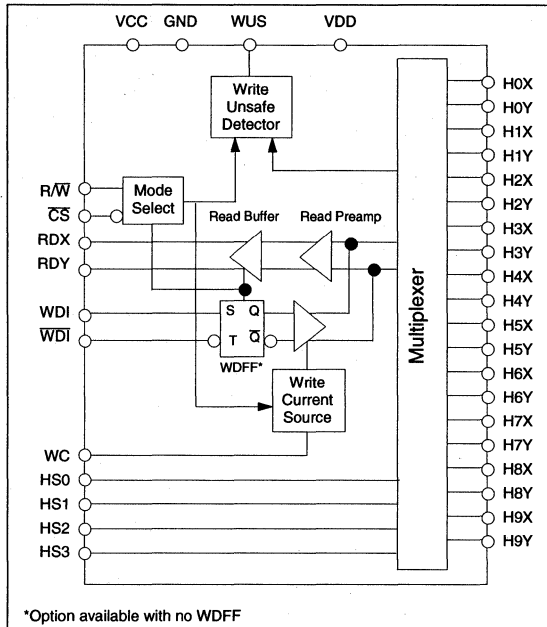 VCC GND WUS VDD
Write
Unsafe
Detector
H0X
H0Y
H1X
H1Y
H2X
H2Y
H3X
H3Y
H4X
H4Y
H5X
H5Y
H6X
H6Y
H7X
H7Y
H8X
H8Y
H9X
H9Y
R/W̅
C̅S̅
RDX
RDY
WDI
W̅D̅I̅
WC
HS0
HS1
HS2
HS3
Mode
Select
Read Buffer Read Preamp
S Q
T Q̅
WDFF*
Write
Current
Source
Multiplexer
*Option available with no WDFF